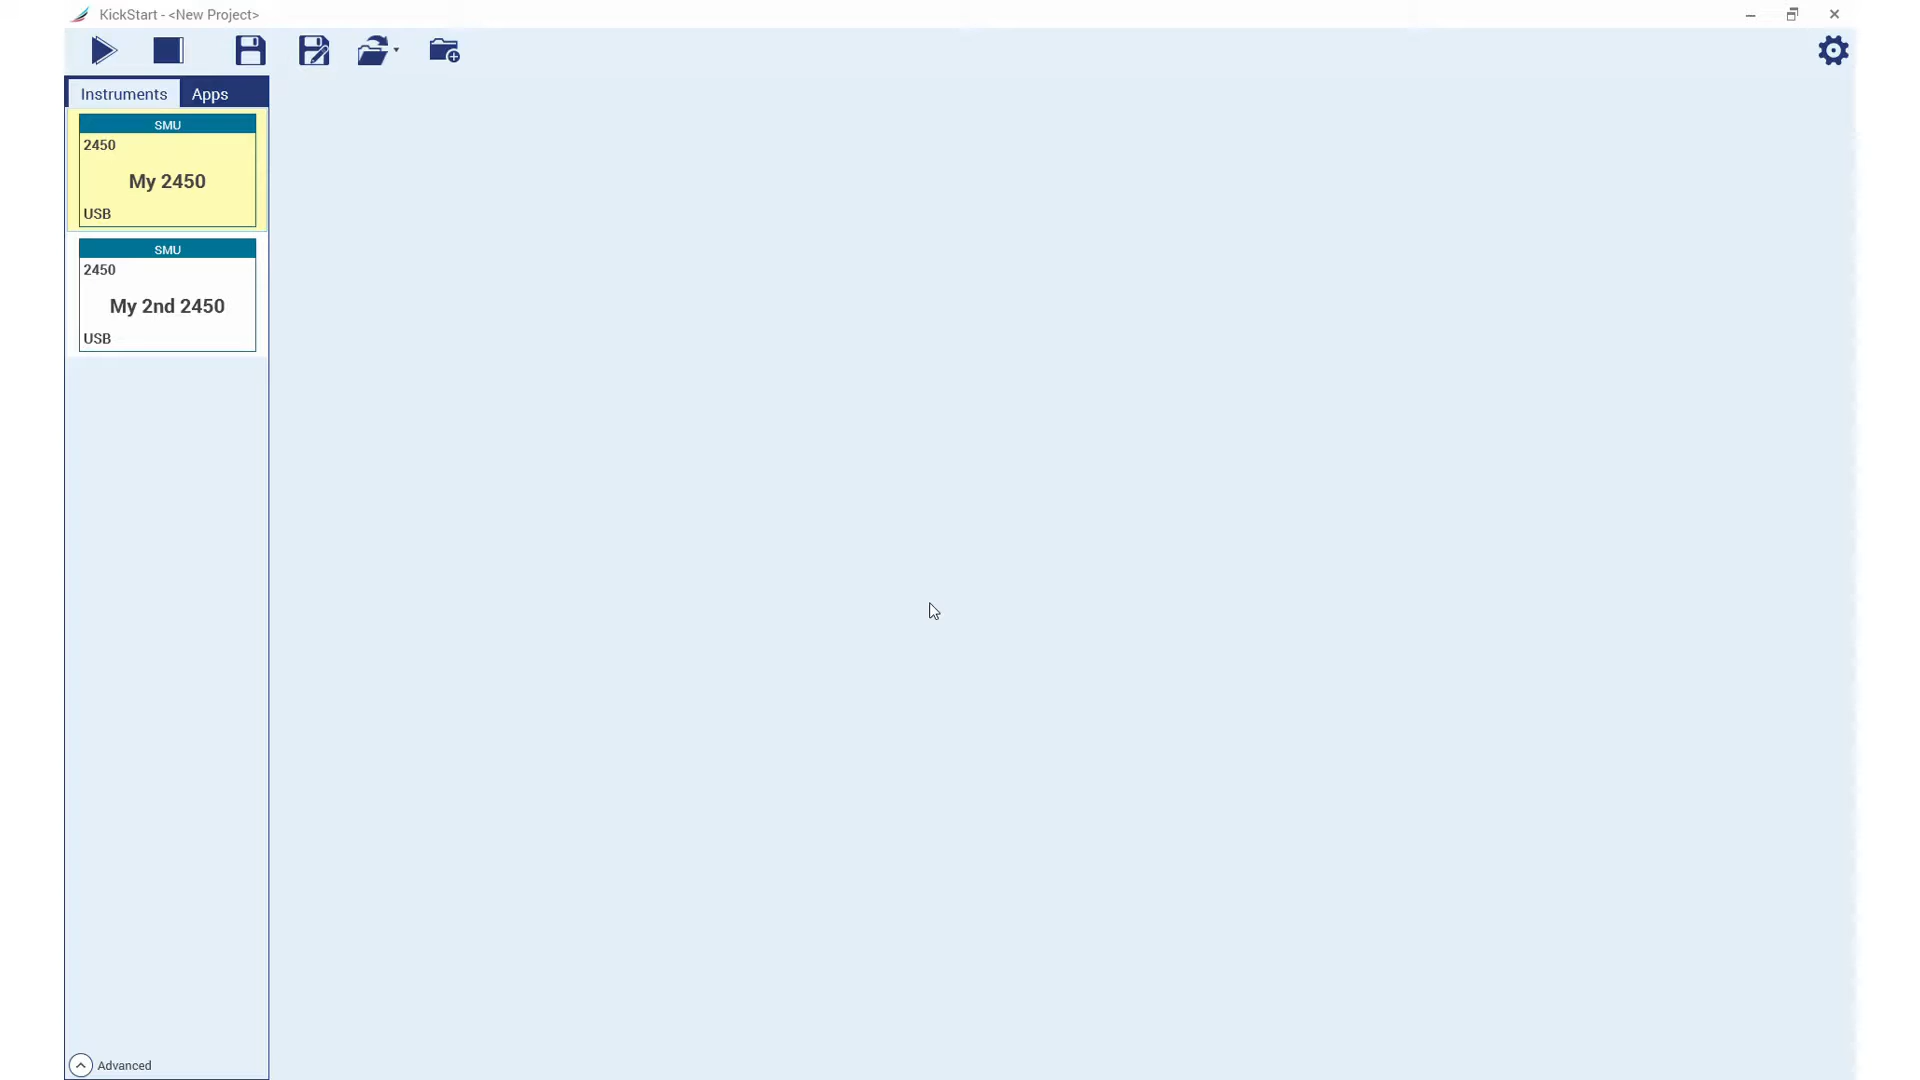 KickStart - <New Project>
Instruments
Apps
SMU
2450
My 2450
USB
SMU
2450
My 2nd 2450
USB
Advanced